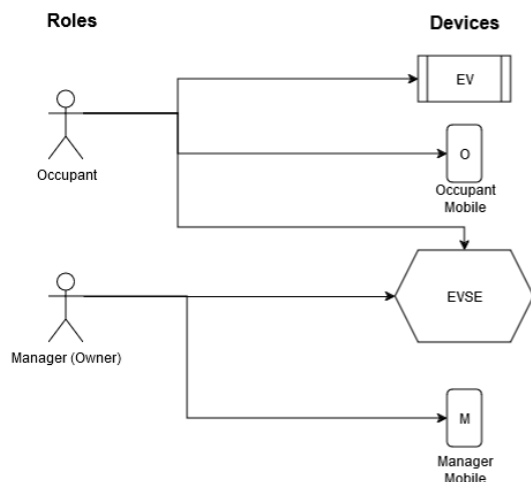 Roles
Devices
EV
Occupant
O
Occupant
Mobile
EVSE
Manager (Owner)
M
Manager
Mobile